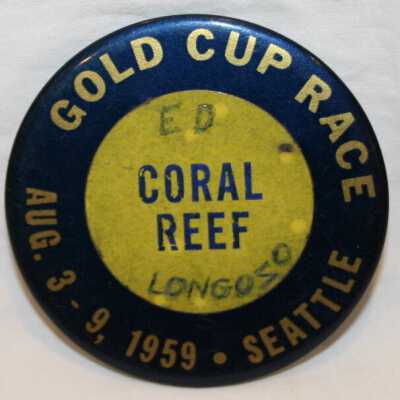 GOLD CUP RACE
ED
CORAL
REEF
LONGOSO
AUG. 3-9, 1959 • SEATTLE